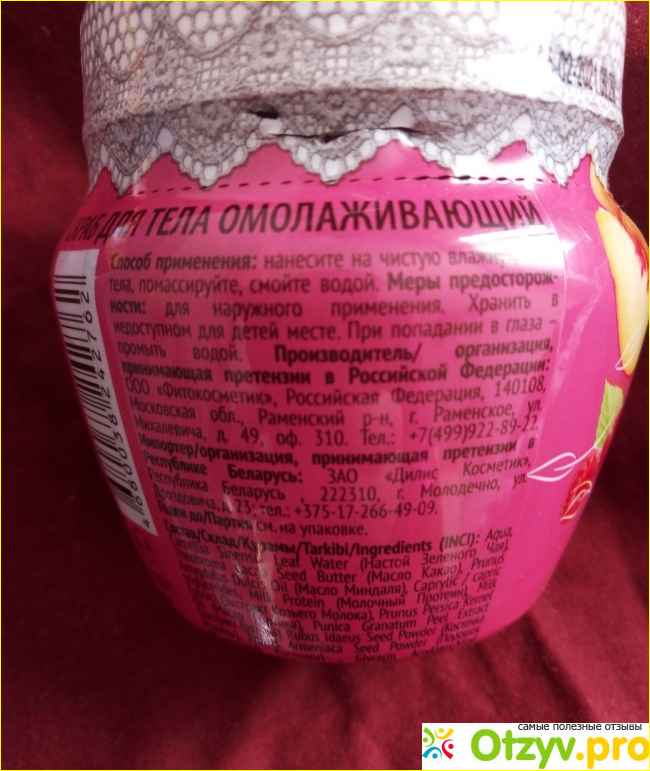 СКРАБ ДЛЯ ТЕЛА ОМОЛАЖИВАЮЩИЙ
Способ применения: нанесите на чистую
тела, помассируйте, смойте водой. Меры предосторож-
ности: для наружного применения. Хранить в
недоступном для детей месте. При попадании в глаза –
промыть водой. Производитель/ организация,
принимающая претензии в Российской Федерации:
ООО «Фитокосметик», Российская Федерация, 140108,
Московская обл., Раменский р-н, г. Раменское, ул.
Михалевича, д. 49, оф. 310. Тел.: +7(499)922-89-22
Импортер/организация, принимающая претензии в
Республике Беларусь: ЗАО «Дилис Косметик»,
Республика Беларусь , 222310, г. Молодечно, ул.
Дроздовича, д.23; тел.: +375-17-266-49-09.
Годен до/Партия см. на упаковке.
Состав/Склад/Құрамы/Tarkibi/Ingredients (INCI): Aqua,
Camellia Sinensis Leaf Water (Настой Зеленого Чая),
Theobroma Cacao Seed Butter (Масло Какао), Prunus
Amygdalus Dulcis Oil (Масло Миндаля), Caprylic / capric
Milk Protein (Молочный Протеин), Milk
Extract (Экстракт Козьего Молока), Prunus Persica Kernel
Punica Granatum Peel Extract
Rubus Idaeus Seed Powder (Косточка
Armeniaca Seed Powder
Glycerin
4680038242762
самые полезные отзывы
Otzyv.pro